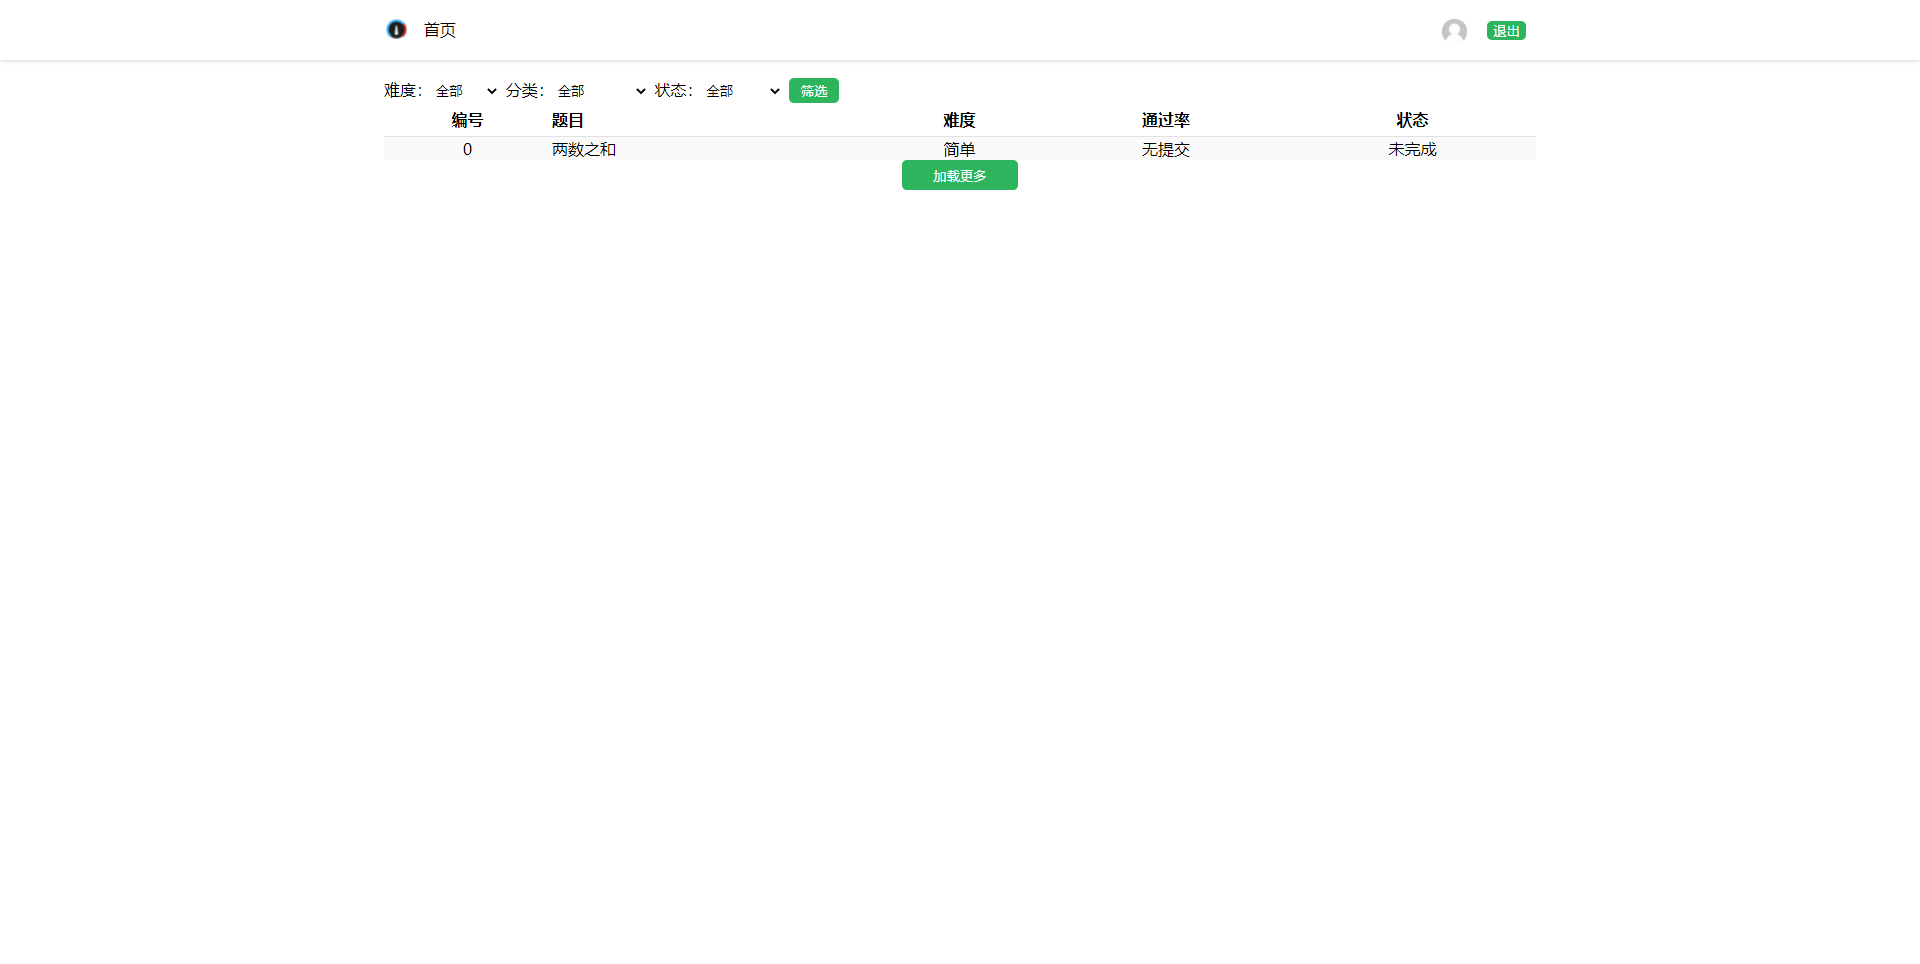 首页 退出
难度： 全部 分类： 全部 状态： 全部 筛选
编号 题目 难度 通过率 状态
0 两数之和 简单 无提交 未完成
加载更多